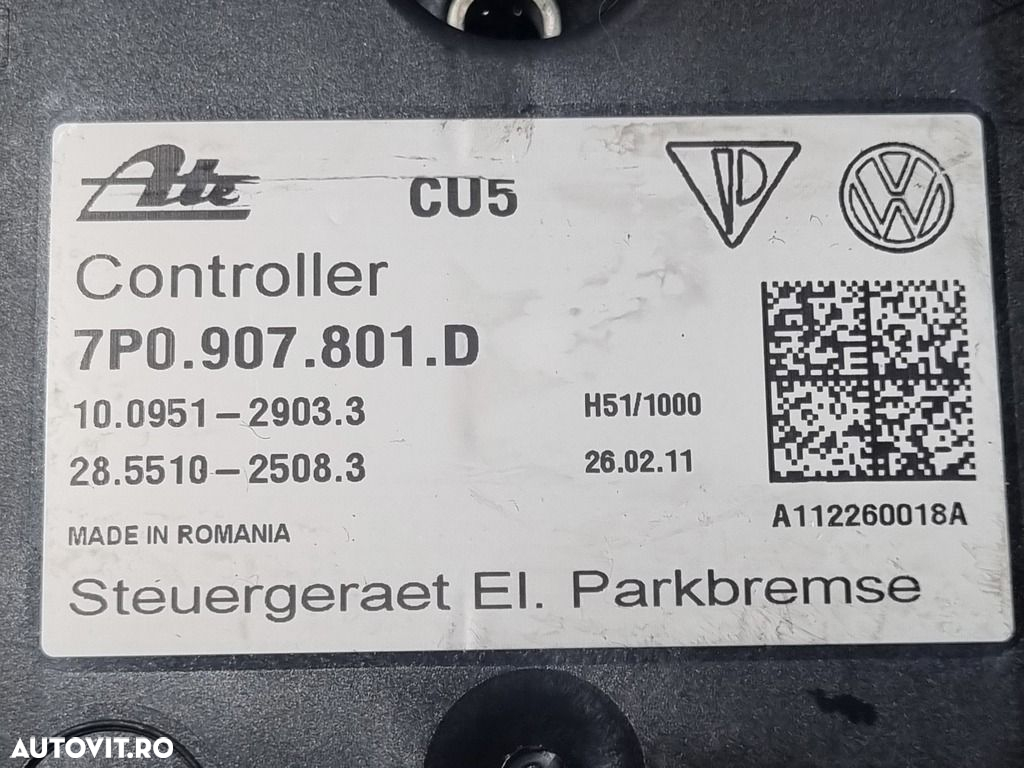 Ate CU5
Controller
7P0.907.801.D
10.0951-2903.3 H51/1000
28.5510-2508.3 26.02.11
A112260018A
MADE IN ROMANIA
Steuergeraet El. Parkbremse
AUTOVIT.RO